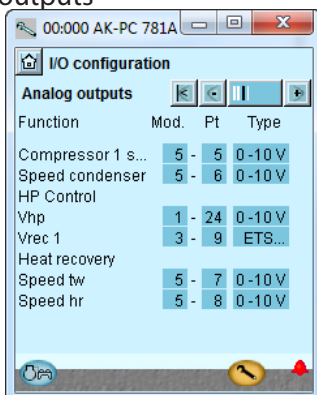 outputs
00:000 AK-PC 781A
I/O configuration
Analog outputs
Function Mod. Pt Type
Compressor 1 s... 5 - 5 0-10 V
Speed condenser 5 - 6 0-10 V
HP Control
Vhp 1 - 24 0-10 V
Vrec 1 3 - 9 ETS...
Heat recovery
Speed tw 5 - 7 0-10 V
Speed hr 5 - 8 0-10 V